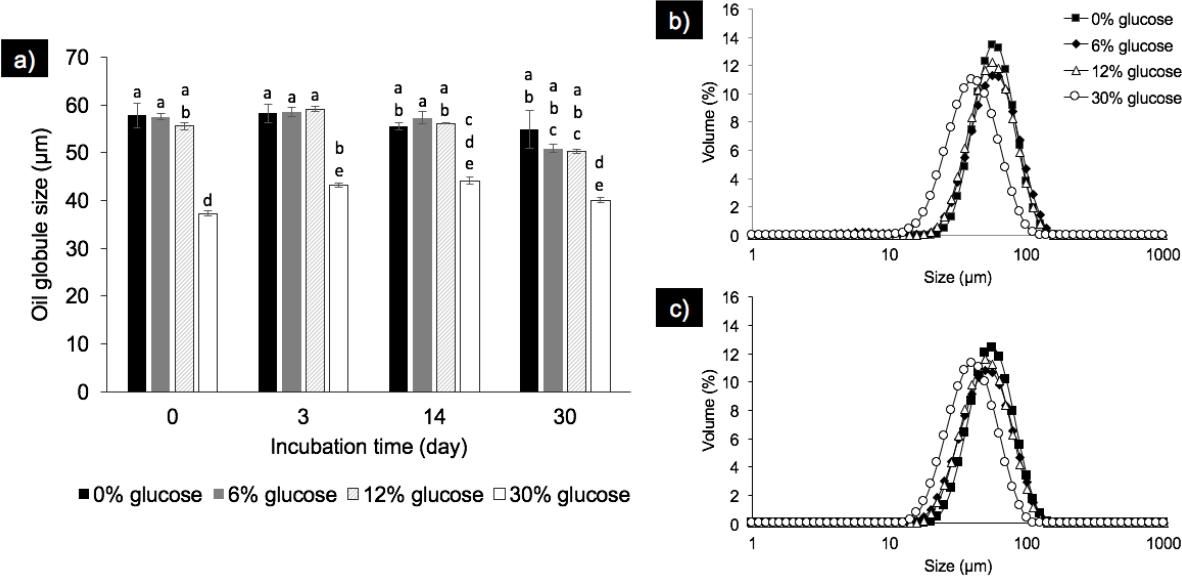 a)
70
60
50
40
30
20
10
0
Oil globule size (µm)
a a a b
a a a b e
a b a a b c d e
a b a b c a b c d e
d
0 3 14 30
Incubation time (day)
0% glucose 6% glucose 12% glucose 30% glucose
b)
16
14
12
10
8
6
4
2
0
Volume (%)
1 10 100 1000
Size (µm)
0% glucose
6% glucose
12% glucose
30% glucose
c)
16
14
12
10
8
6
4
2
0
Volume (%)
1 10 100 1000
Size (µm)